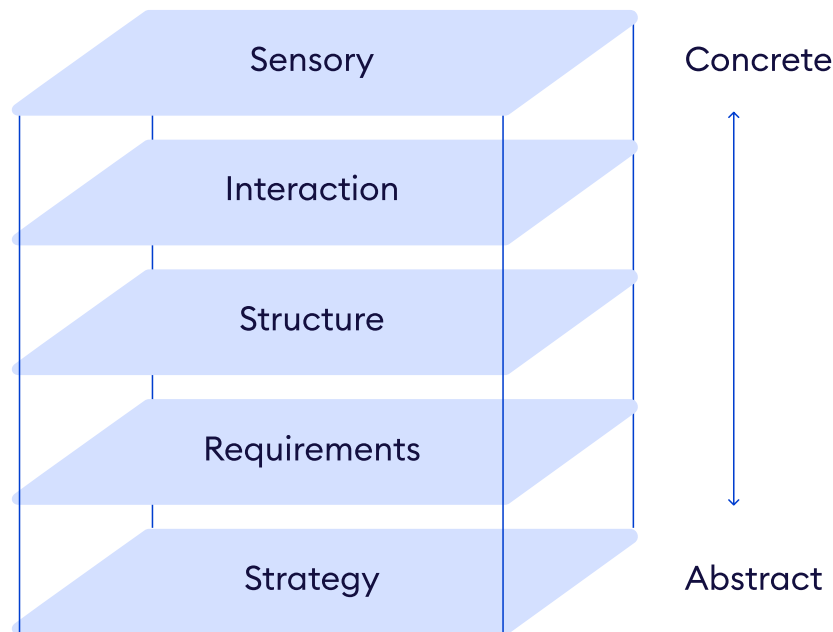 Sensory
Concrete
Interaction
Structure
Requirements
Strategy
Abstract